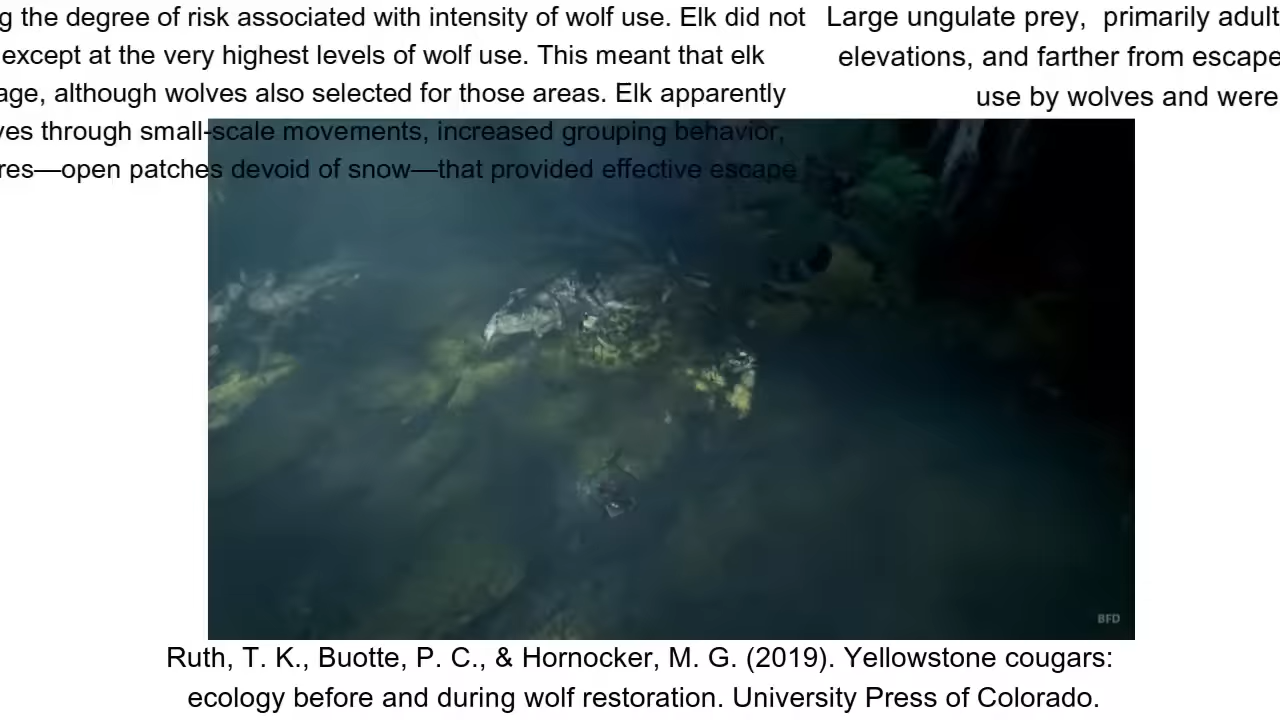 g the degree of risk associated with intensity of wolf use. Elk did not
except at the very highest levels of wolf use. This meant that elk
age, although wolves also selected for those areas. Elk apparently
ves through small-scale movements, increased grouping behavior,
res—open patches devoid of snow—that provided effective escape
Large ungulate prey, primarily adult
elevations, and farther from escape
use by wolves and were
BFD
Ruth, T. K., Buotte, P. C., & Hornocker, M. G. (2019). Yellowstone cougars:
ecology before and during wolf restoration. University Press of Colorado.